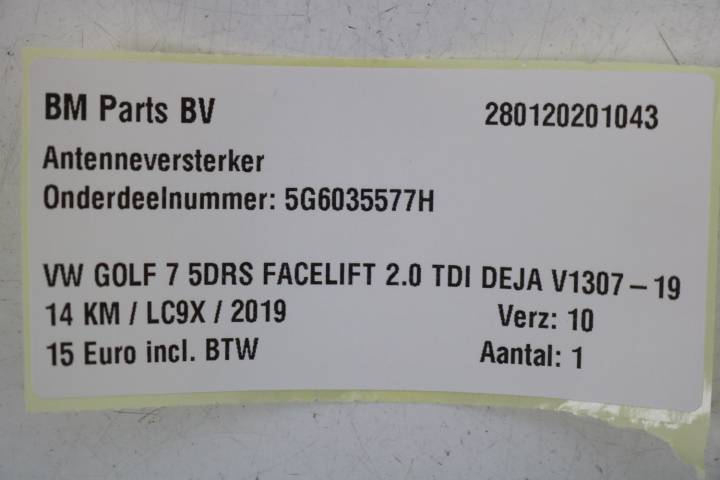 BM Parts BV 280120201043
Antenneversterker
Onderdeelnummer: 5G6035577H
VW GOLF 7 5DRS FACELIFT 2.0 TDI DEJA V1307-19
14 KM / LC9X / 2019 Verz: 10
15 Euro incl. BTW Aantal: 1